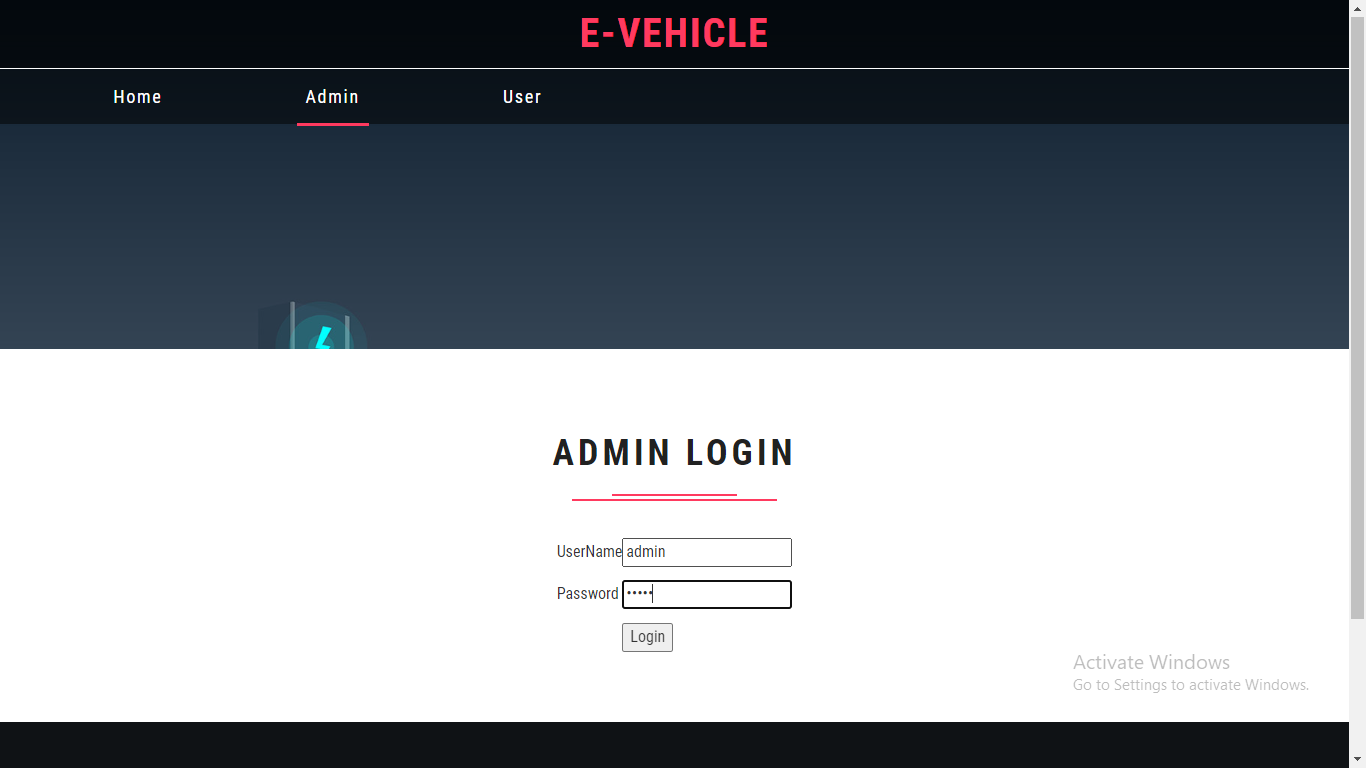 E-VEHICLE
Home Admin User
ADMIN LOGIN
UserName admin
Password •••••
Login
Activate Windows
Go to Settings to activate Windows.